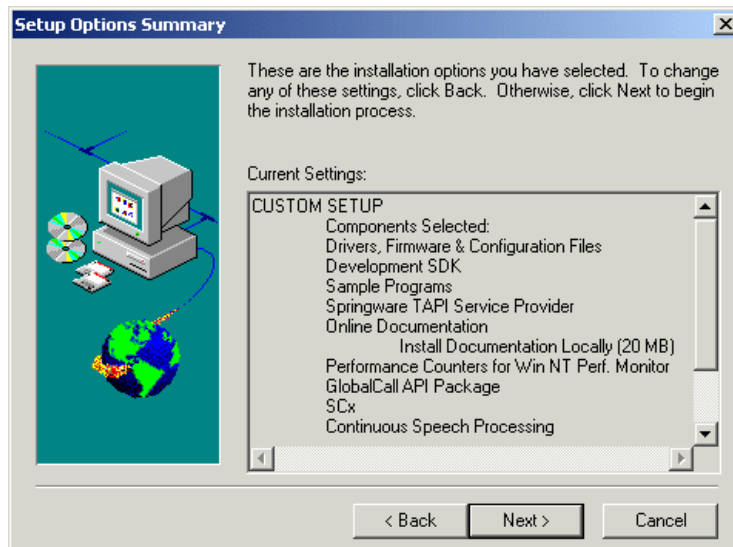 Setup Options Summary
These are the installation options you have selected. To change
any of these settings, click Back. Otherwise, click Next to begin
the installation process.
Current Settings:
CUSTOM SETUP
Components Selected:
Drivers, Firmware & Configuration Files
Development SDK
Sample Programs
Springware TAPI Service Provider
Online Documentation
Install Documentation Locally (20 MB)
Performance Counters for Win NT Perf. Monitor
GlobalCall API Package
SCx
Continuous Speech Processing
< Back
Next >
Cancel